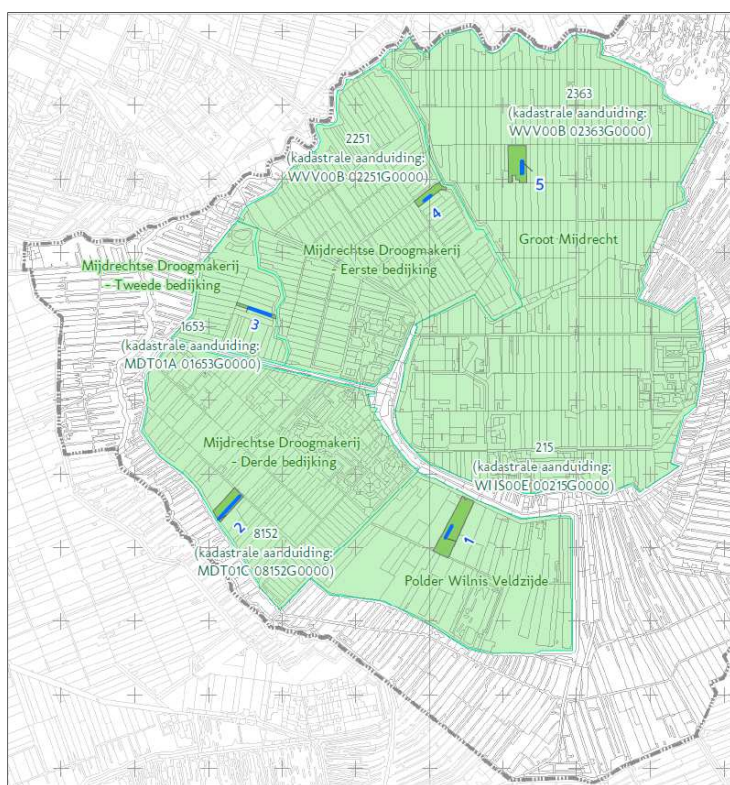 2363
(kadastrale aanduiding:
WVV00B 02363G0000)
2251
(kadastrale aanduiding:
WVV00B 02251G0000)
5
4
Groot Mijdrecht
Mijdrechtse Droogmakerij
- Eerste bedijking
Mijdrechtse Droogmakerij
- Tweede bedijking
3
1653
(kadastrale aanduiding:
MDT01A 01653G0000)
Mijdrechtse Droogmakerij
- Derde bedijking
215
(kadastrale aanduiding:
WIIS00E 00215G0000)
2
8152
(kadastrale aanduiding:
MDT01C 08152G0000)
1
Polder Wilnis Veldzijde